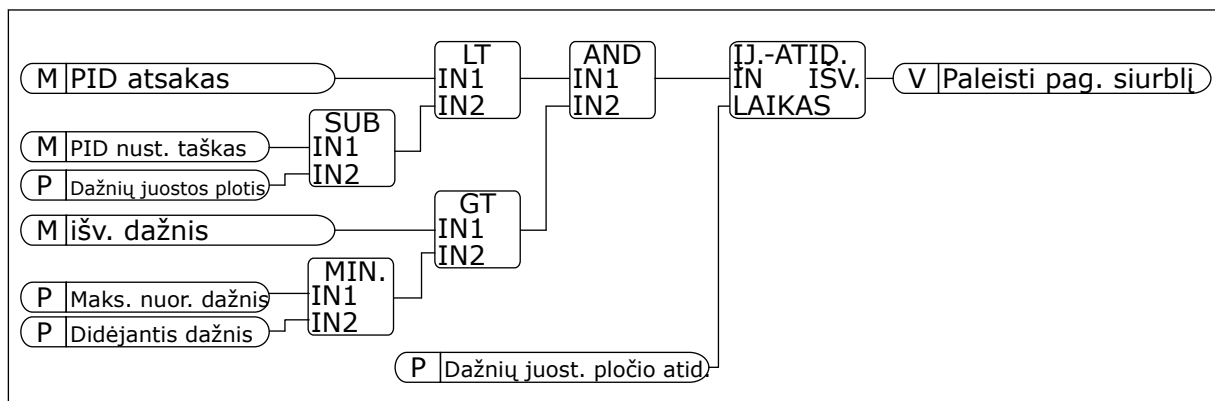 LT
M PID atsakas
IN1
IN2
AND
IN1
IN2
ĮJ.-ATID.
ĮN IŠV.
LAIKAS
V Paleisti pag. siurblį
SUB
M PID nust. taškas
IN1
P Dažnių juostos plotis
IN2
GT
M išv. dažnis
IN1
IN2
MIN.
P Maks. nuor. dažnis
IN1
P Didėjantis dažnis
IN2
P Dažnių juost. pločio atid.